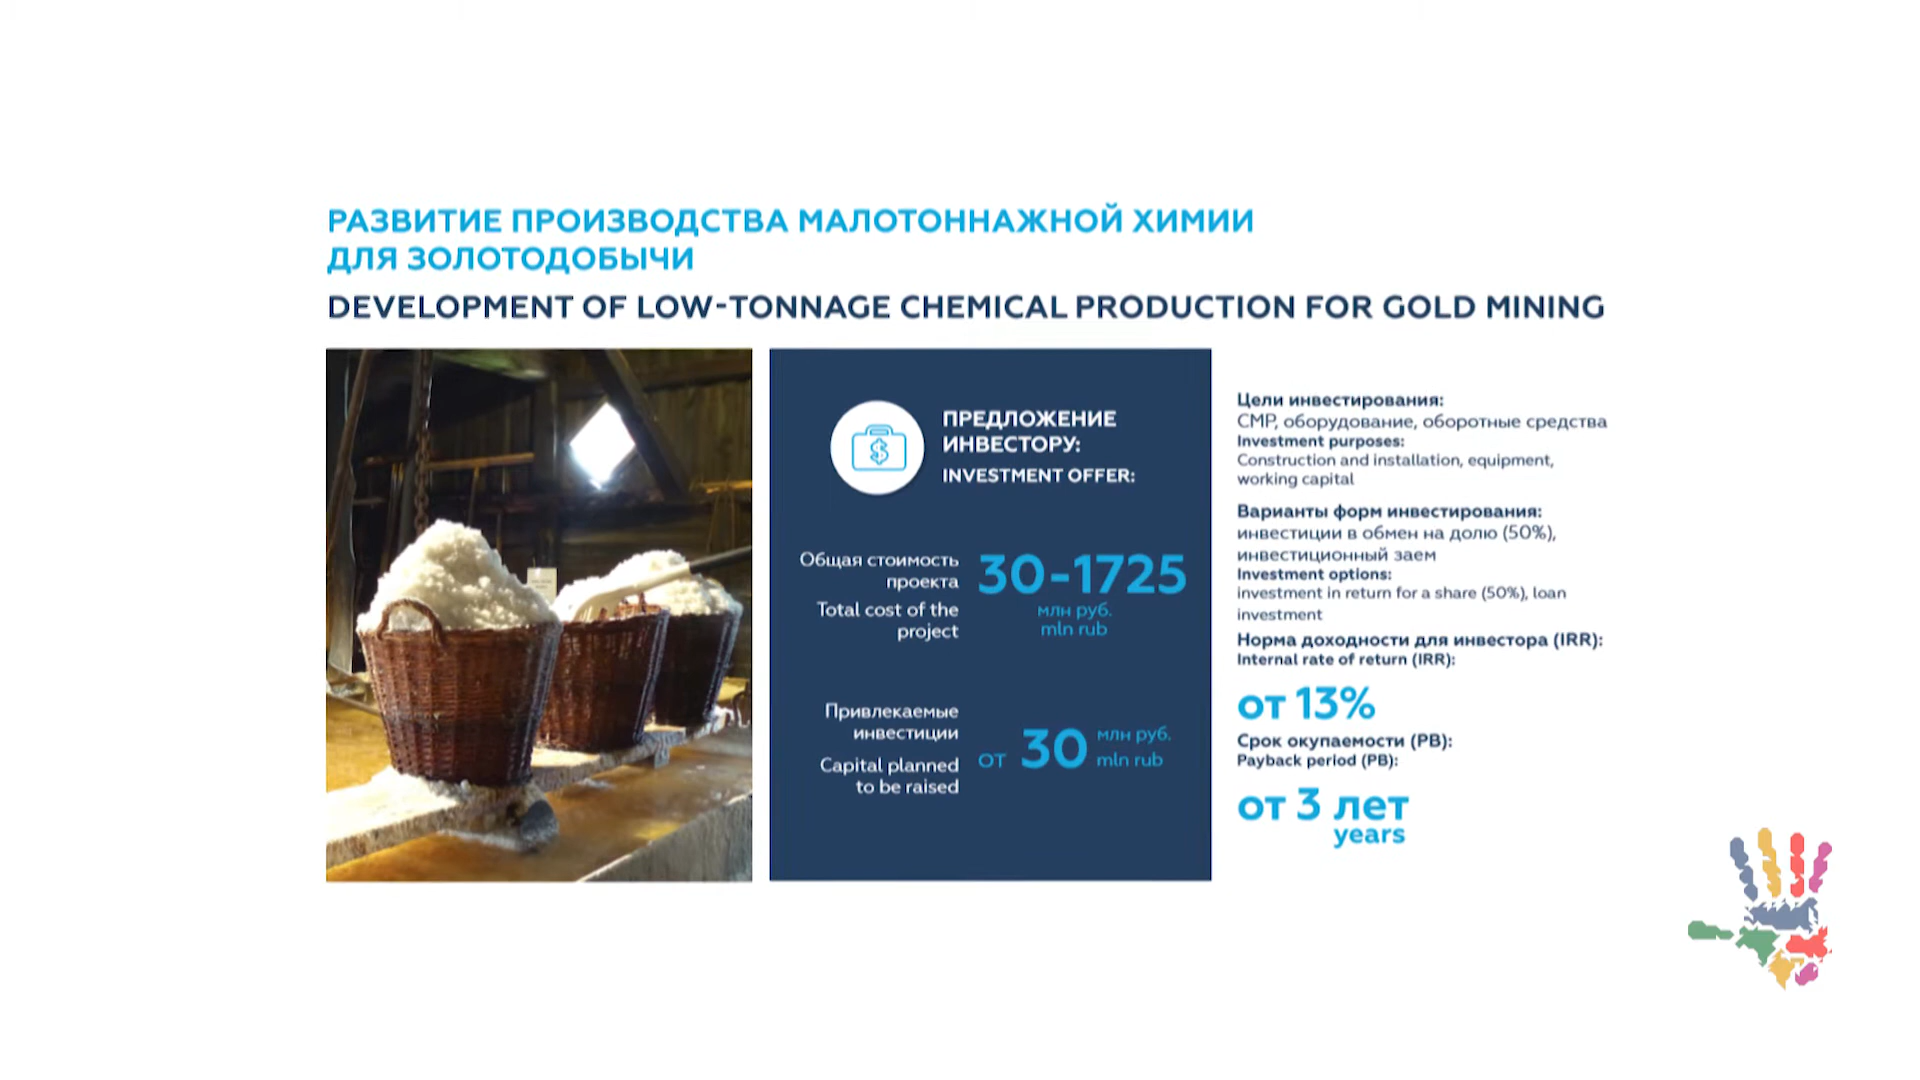 РАЗВИТИЕ ПРОИЗВОДСТВА МАЛОТОННАЖНОЙ ХИМИИ
ДЛЯ ЗОЛОТОДОБЫЧИ
DEVELOPMENT OF LOW-TONNAGE CHEMICAL PRODUCTION FOR GOLD MINING
ПРЕДЛОЖЕНИЕ
ИНВЕСТОРУ:
INVESTMENT OFFER:
Общая стоимость
проекта
Total cost of the
project
30-1725
млн руб.
mln rub
Привлекаемые
инвестиции
Capital planned
to be raised
от 30 млн руб.
mln rub
Цели инвестирования:
СМР, оборудование, оборотные средства
Investment purposes:
Construction and installation, equipment,
working capital
Варианты форм инвестирования:
инвестиции в обмен на долю (50%),
инвестиционный заем
Investment options:
investment in return for a share (50%), loan
investment
Норма доходности для инвестора (IRR):
Internal rate of return (IRR):
от 13%
Срок окупаемости (PB):
Payback period (PB):
от 3 лет
years